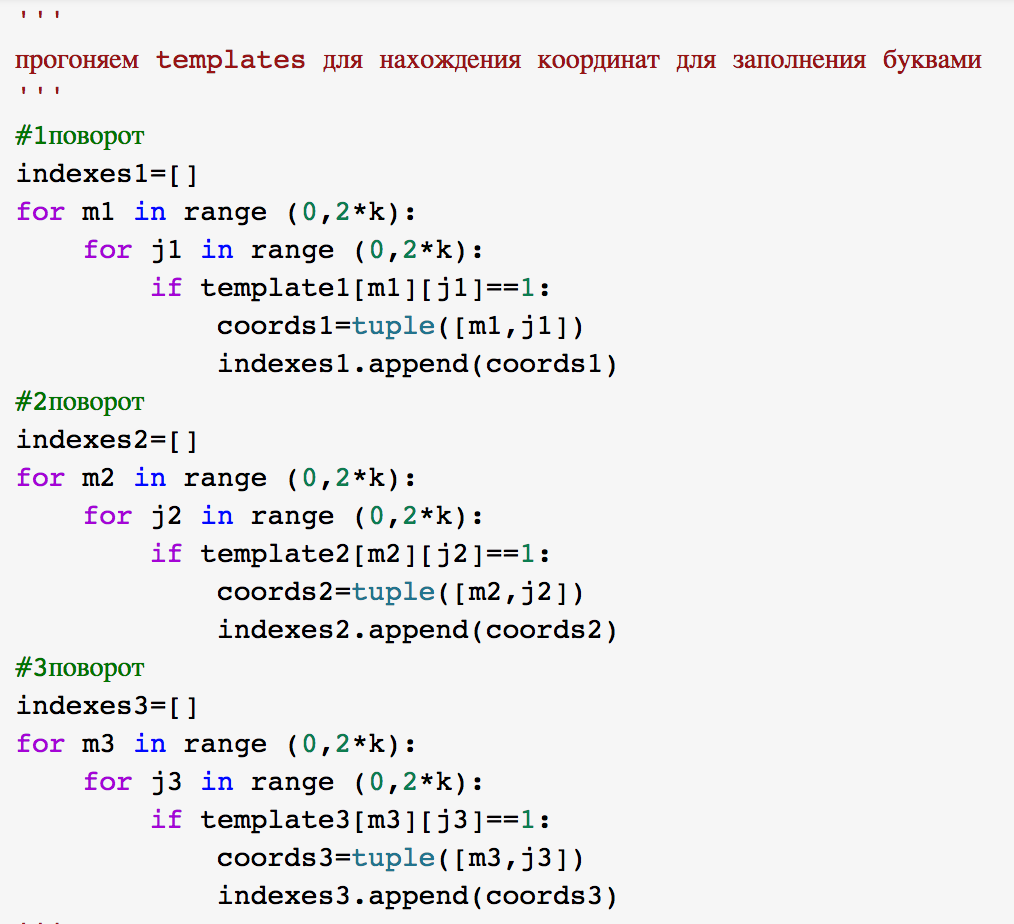 '''
прогоняем templates для нахождения координат для заполнения буквами
'''
#1поворот
indexes1=[]
for m1 in range (0,2*k):
    for j1 in range (0,2*k):
        if template1[m1][j1]==1:
            coords1=tuple([m1,j1])
            indexes1.append(coords1)
#2поворот
indexes2=[]
for m2 in range (0,2*k):
    for j2 in range (0,2*k):
        if template2[m2][j2]==1:
            coords2=tuple([m2,j2])
            indexes2.append(coords2)
#3поворот
indexes3=[]
for m3 in range (0,2*k):
    for j3 in range (0,2*k):
        if template3[m3][j3]==1:
            coords3=tuple([m3,j3])
            indexes3.append(coords3)
'''